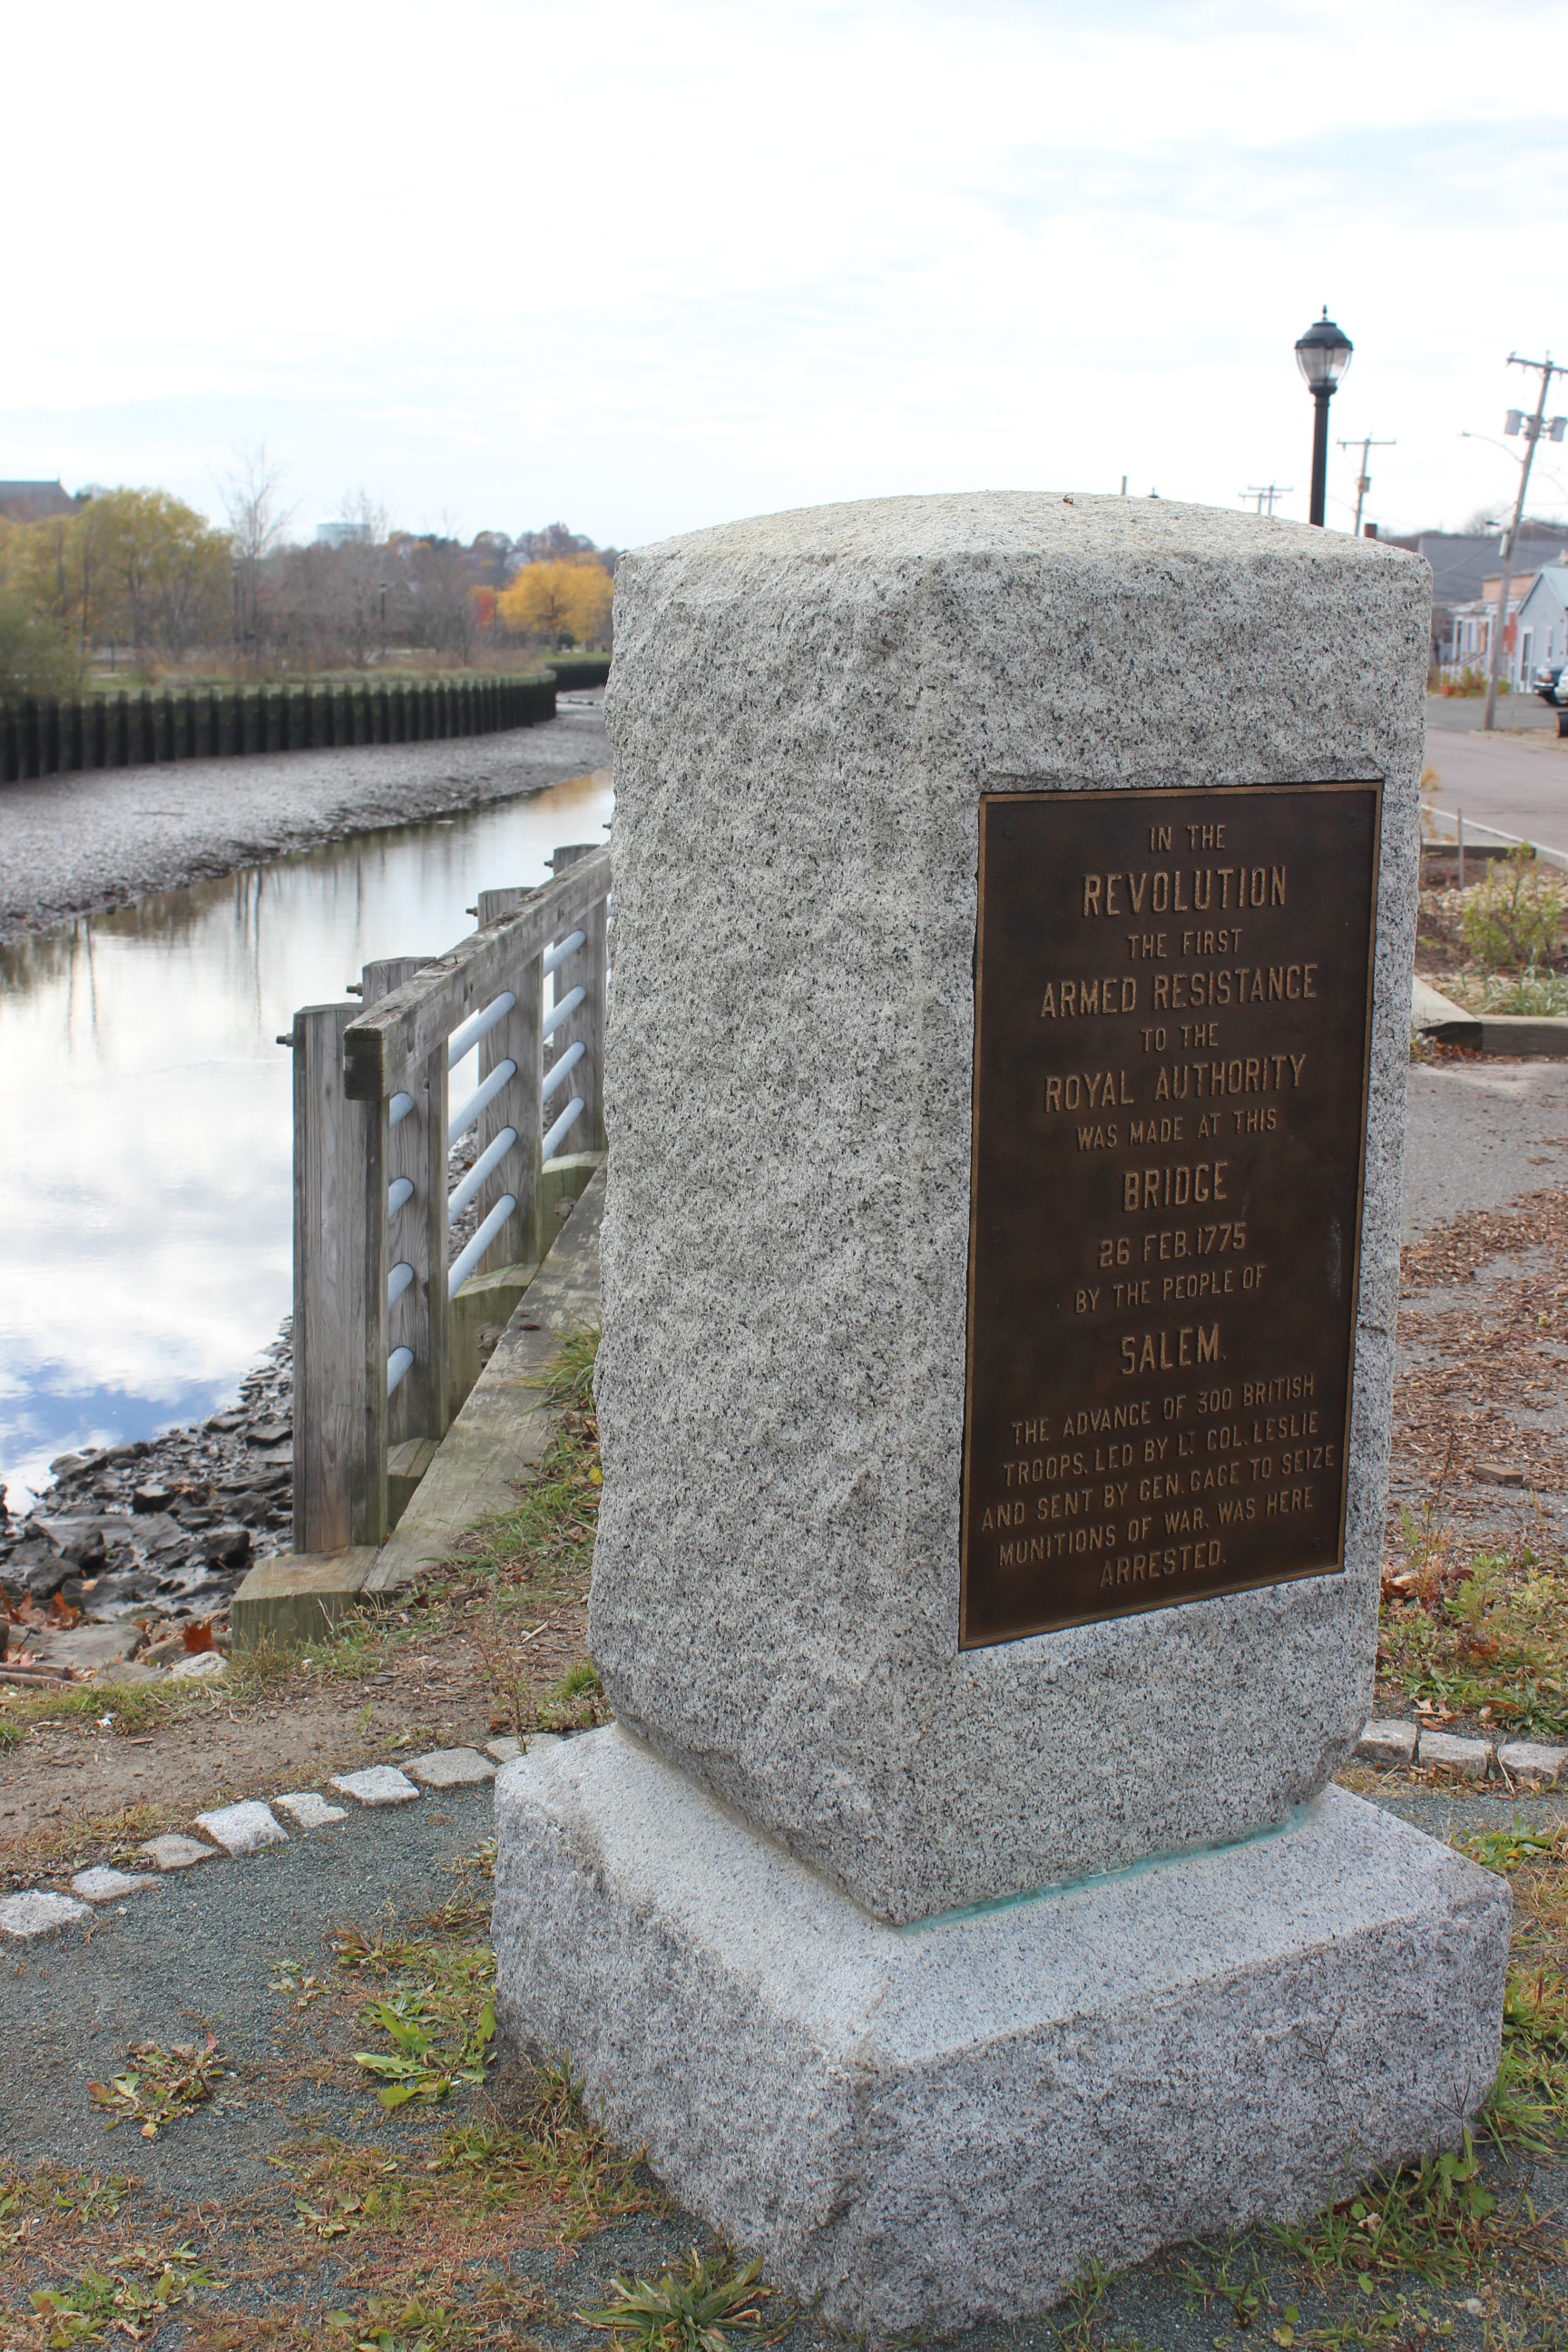 IN THE
REVOLUTION
THE FIRST
ARMED RESISTANCE
TO THE
ROYAL AUTHORITY
WAS MADE AT THIS
BRIDGE
26 FEB. 1775
BY THE PEOPLE OF
SALEM.
THE ADVANCE OF 300 BRITISH
TROOPS, LED BY LT. COL. LESLIE
AND SENT BY GEN. GAGE TO SEIZE
MUNITIONS OF WAR, WAS HERE
ARRESTED.